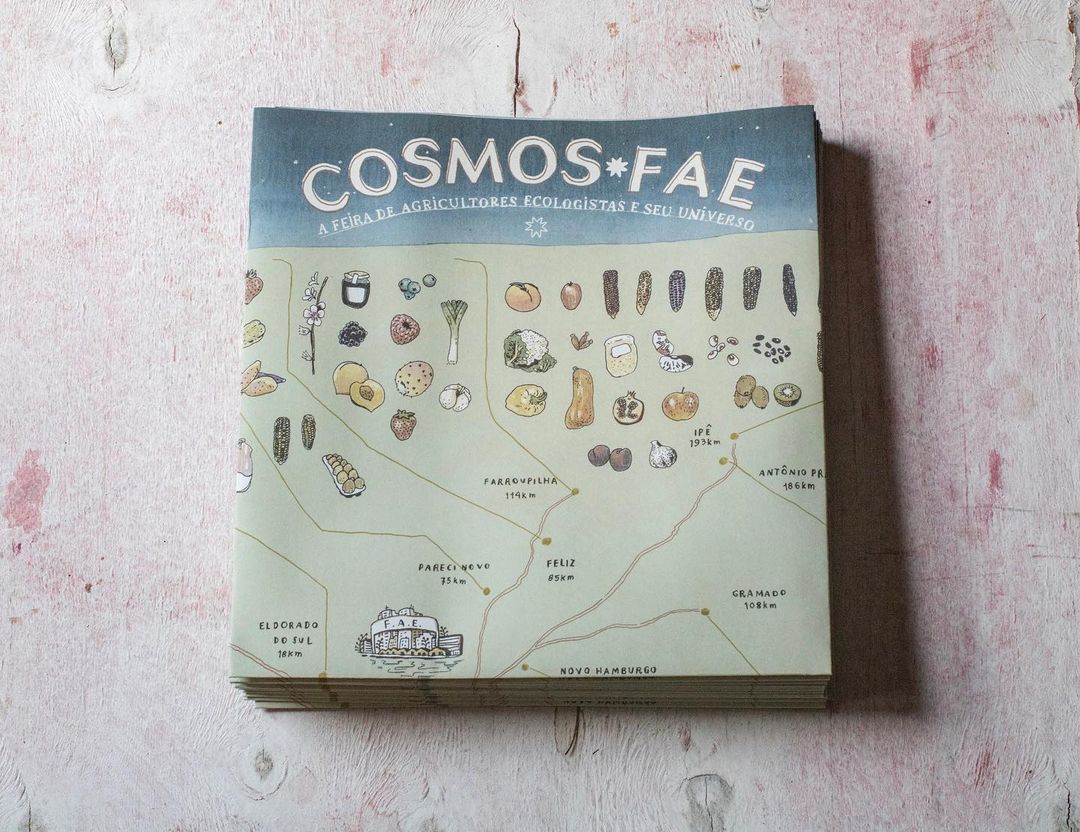 COSMOS*FAE
A FEIRA DE AGRICULTORES ECOLOGISTAS E SEU UNIVERSO
IPÊ
193km
ANTÔNIO PR
186km
FARROUPILHA
114km
FELIZ
85km
PARECI NOVO
75km
GRAMADO
108km
ELDORADO
DO SUL
18km
F.A.E.
NOVO HAMBURGO